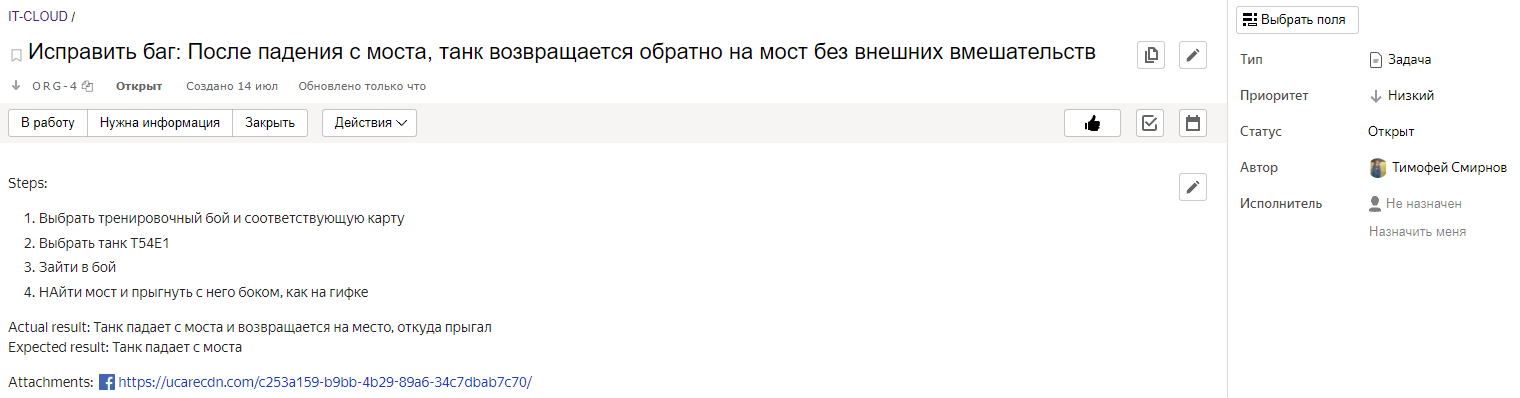 IT-CLOUD /
Исправить баг: После падения с моста, танк возвращается обратно на мост без внешних вмешательств
ORG-4 Открыт Создано 14 июл Обновлено только что
В работу Нужна информация Закрыть Действия
Steps:
1. Выбрать тренировочный бой и соответствующую карту
2. Выбрать танк T54E1
3. Зайти в бой
4. НАйти мост и прыгнуть с него боком, как на гифке
Actual result: Танк падает с моста и возвращается на место, откуда прыгал
Expected result: Танк падает с моста
Attachments: https://ucarecdn.com/c253a159-b9bb-4b29-89a6-34c7dbab7c70/
Выбрать поля
Тип Задача
Приоритет Низкий
Статус Открыт
Автор Тимофей Смирнов
Исполнитель Не назначен
Назначить меня